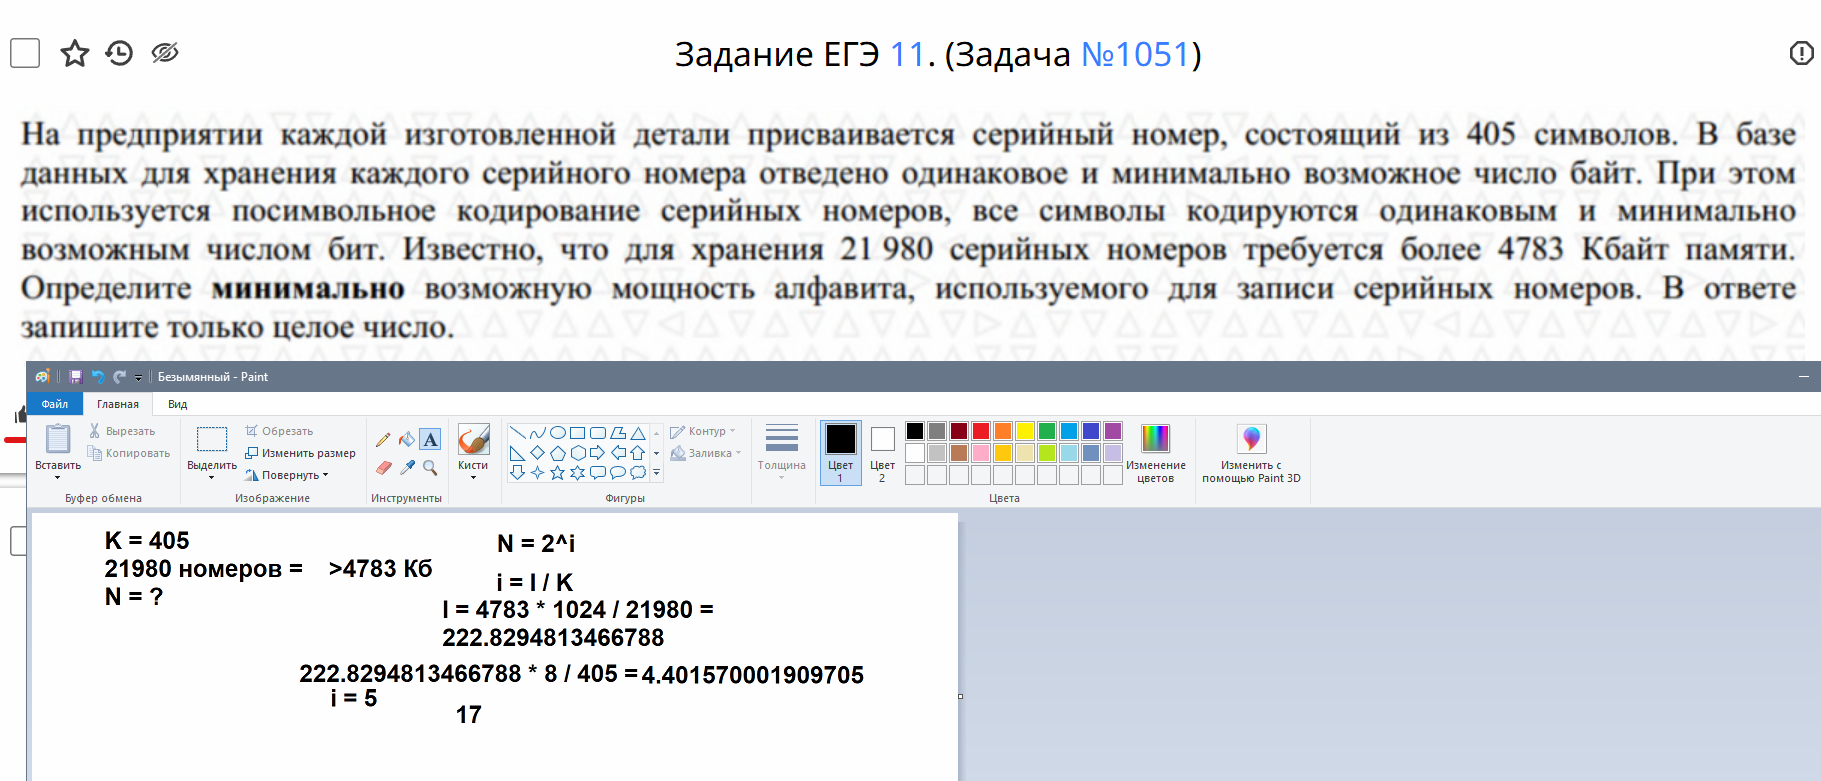 Задание ЕГЭ 11. (Задача №1051)
На предприятии каждой изготовленной детали присваивается серийный номер, состоящий из 405 символов. В базе
данных для хранения каждого серийного номера отведено одинаковое и минимально возможное число байт. При этом
используется посимвольное кодирование серийных номеров, все символы кодируются одинаковым и минимально
возможным числом бит. Известно, что для хранения 21 980 серийных номеров требуется более 4783 Кбайт памяти.
Определите минимально возможную мощность алфавита, используемого для записи серийных номеров. В ответе
запишите только целое число.
Безымянный - Paint
Файл Главная Вид
Вставить
Вырезать
Копировать
Буфер обмена
Выделить
Обрезать
Изменить размер
Повернуть
Изображение
A
Инструменты
Кисти
Контур
Заливка
Фигуры
Толщина
Цвет
1
Цвет
2
Изменение
цветов
Цвета
Изменить с
помощью Paint 3D
K = 405
21980 номеров = >4783 Кб
N = ?
N = 2^i
i = I / K
I = 4783 * 1024 / 21980 =
222.8294813466788
222.8294813466788 * 8 / 405 = 4.401570001909705
i = 5
17